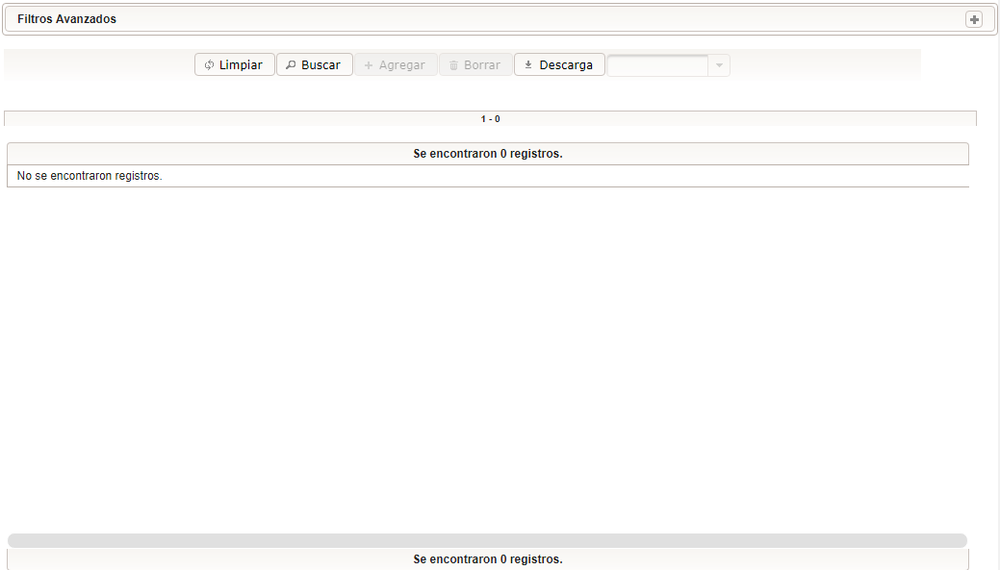 Filtros Avanzados
Limpiar Buscar Agregar Borrar Descarga
1 - 0
Se encontraron 0 registros.
No se encontraron registros.
Se encontraron 0 registros.